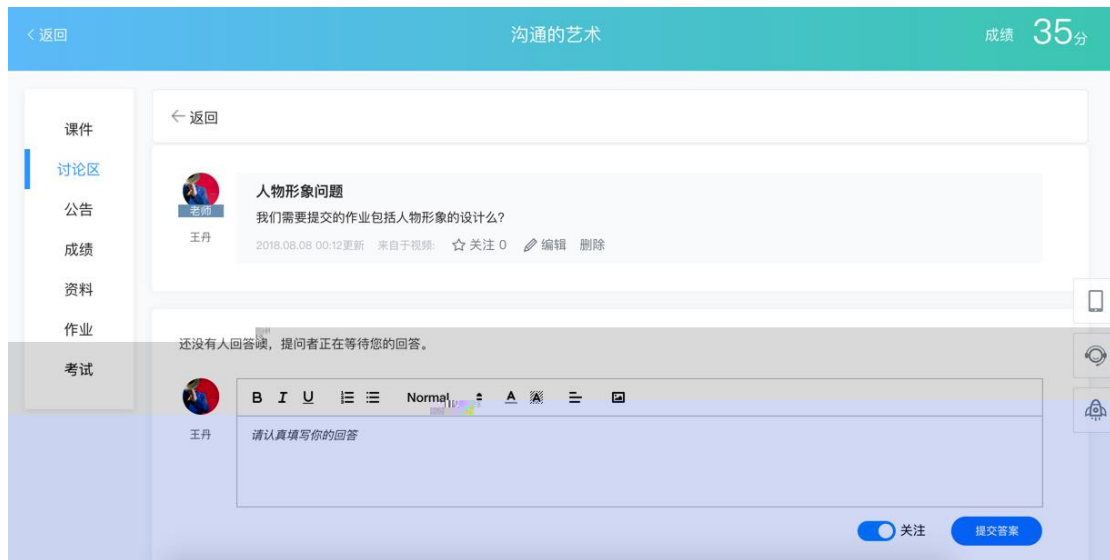 返回
沟通的艺术
成绩 35分
课件
讨论区
公告
成绩
资料
作业
考试
返回
老师
王丹
人物形象问题
我们需要提交的作业包括人物形象的设计么?
2018.08.08 00:12更新 来自于视频: 关注 0 编辑 删除
还没有人回答噢，提问者正在等待您的回答。
王丹
B I U Normal A A
请认真填写你的回答
关注
提交答案